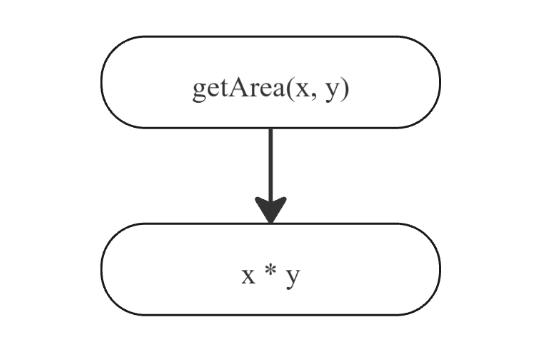 getArea(x, y)
x * y